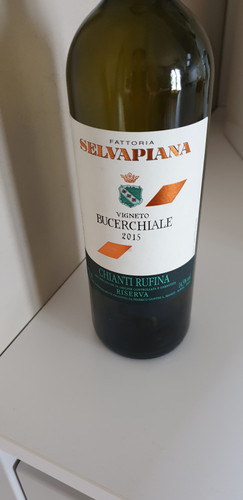 FATTORIA
SELVAPIANA
VIGNETO
BUCERCHIALE
2015
CHIANTI RUFINA
RISERVA